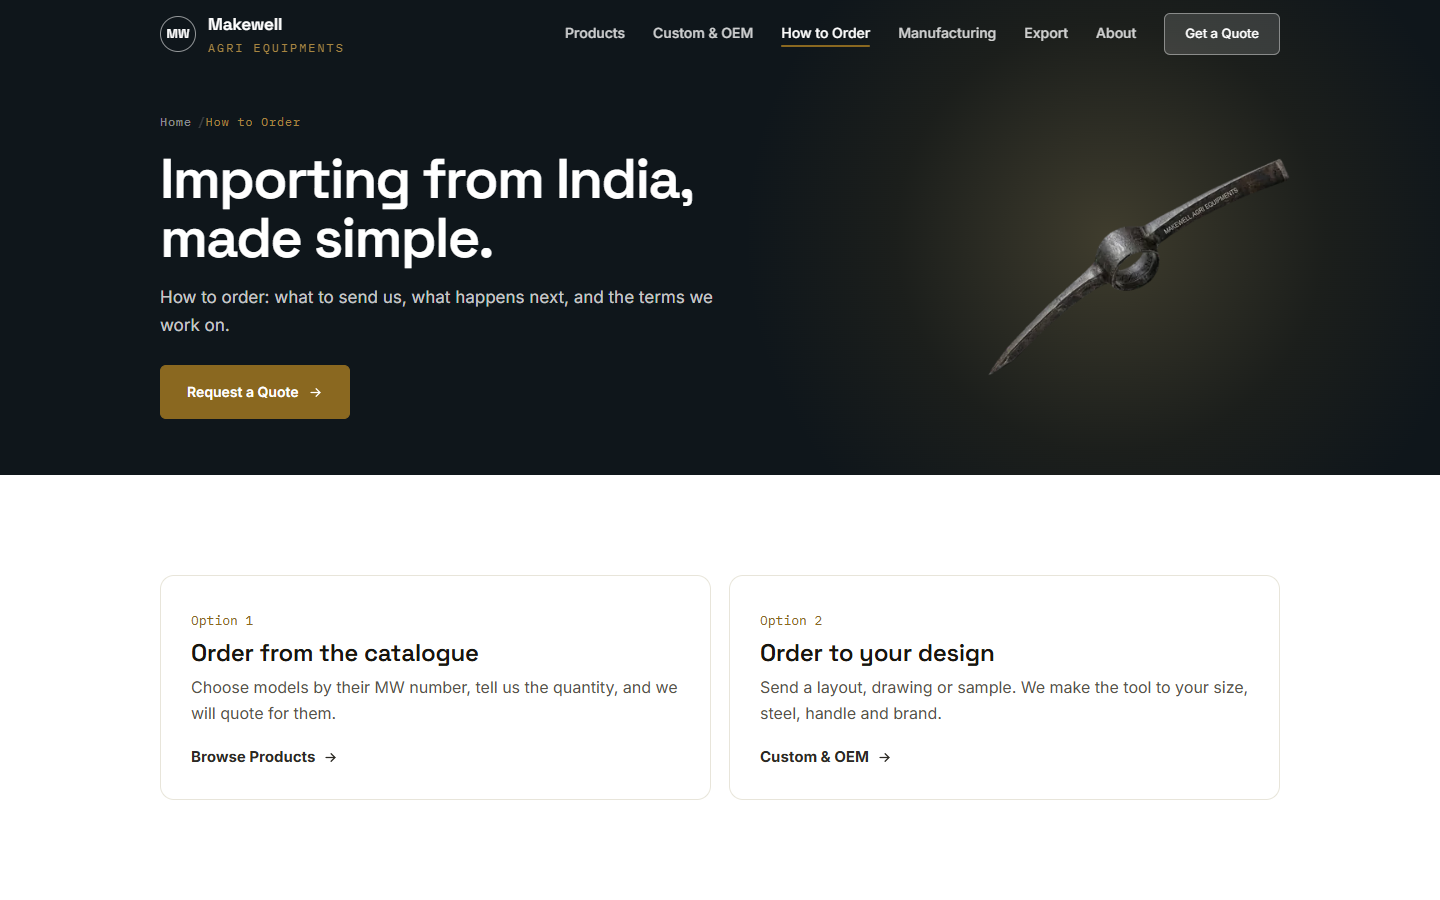 MW
Makewell
AGRI EQUIPMENTS
Products
Custom & OEM
How to Order
Manufacturing
Export
About
Get a Quote
Home /How to Order
Importing from India,
made simple.
How to order: what to send us, what happens next, and the terms we
work on.
Request a Quote →
MAKEWELL AGRI EQUIPMENTS
Option 1
Order from the catalogue
Choose models by their MW number, tell us the quantity, and we
will quote for them.
Browse Products →
Option 2
Order to your design
Send a layout, drawing or sample. We make the tool to your size,
steel, handle and brand.
Custom & OEM →